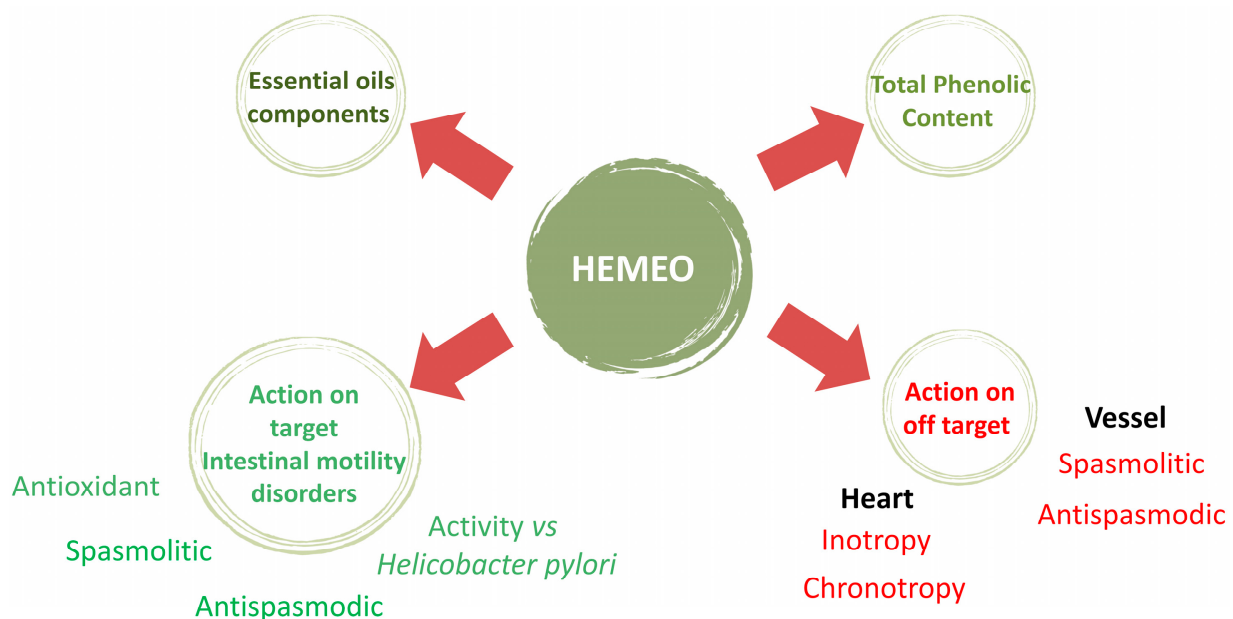 Essential oils
components
Total Phenolic
Content
HEMEO
Action on
target
Intestinal motility
disorders
Antioxidant
Spasmolitic
Antispasmodic
Activity vs
Helicobacter pylori
Action on
off target
Heart
Inotropy
Chronotropy
Vessel
Spasmolitic
Antispasmodic